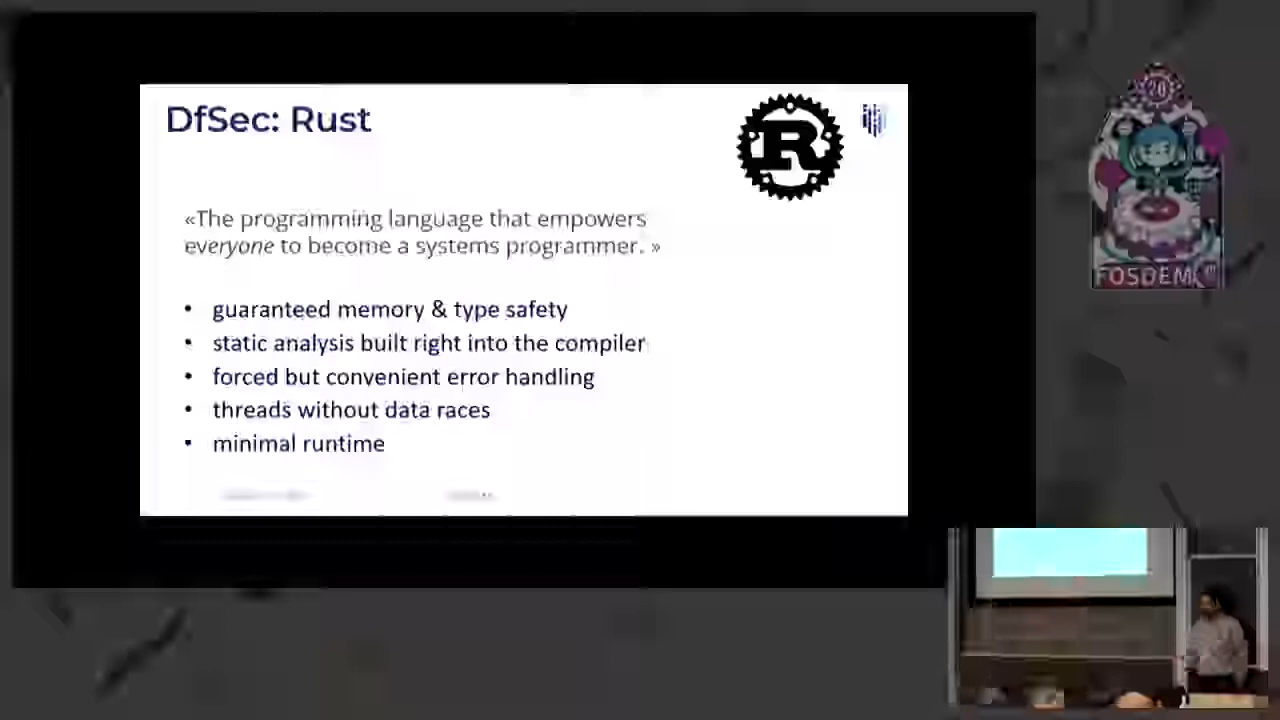 DfSec: Rust
R
«The programming language that empowers
everyone to become a systems programmer. »
• guaranteed memory & type safety
• static analysis built right into the compiler
• forced but convenient error handling
• threads without data races
• minimal runtime
20
FOSDEM